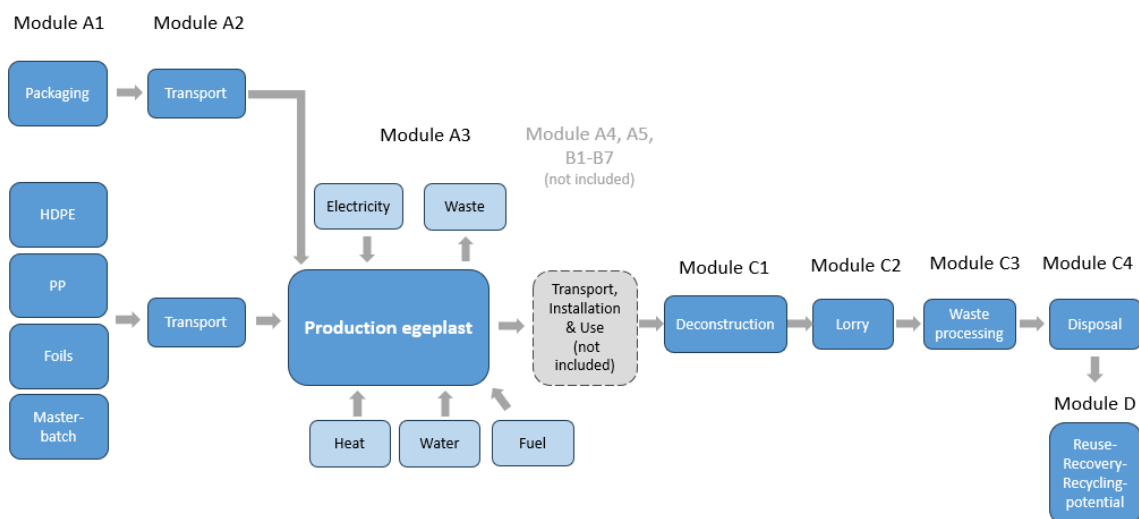 Module A1
Module A2
Packaging
Transport
Module A3
Module A4, A5,
B1-B7
(not included)
HDPE
PP
Foils
Master-
batch
Transport
Electricity
Waste
Production egeplast
Heat
Water
Fuel
Transport,
Installation
& Use
(not
included)
Module C1
Deconstruction
Module C2
Lorry
Module C3
Waste
processing
Module C4
Disposal
Module D
Reuse-
Recovery-
Recycling-
potential